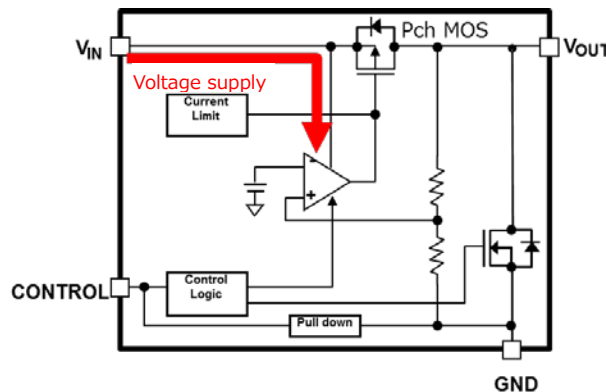 Pch MOS
VIN
VOUT
Voltage supply
Current
Limit
-
+
CONTROL
Control
Logic
Pull down
GND